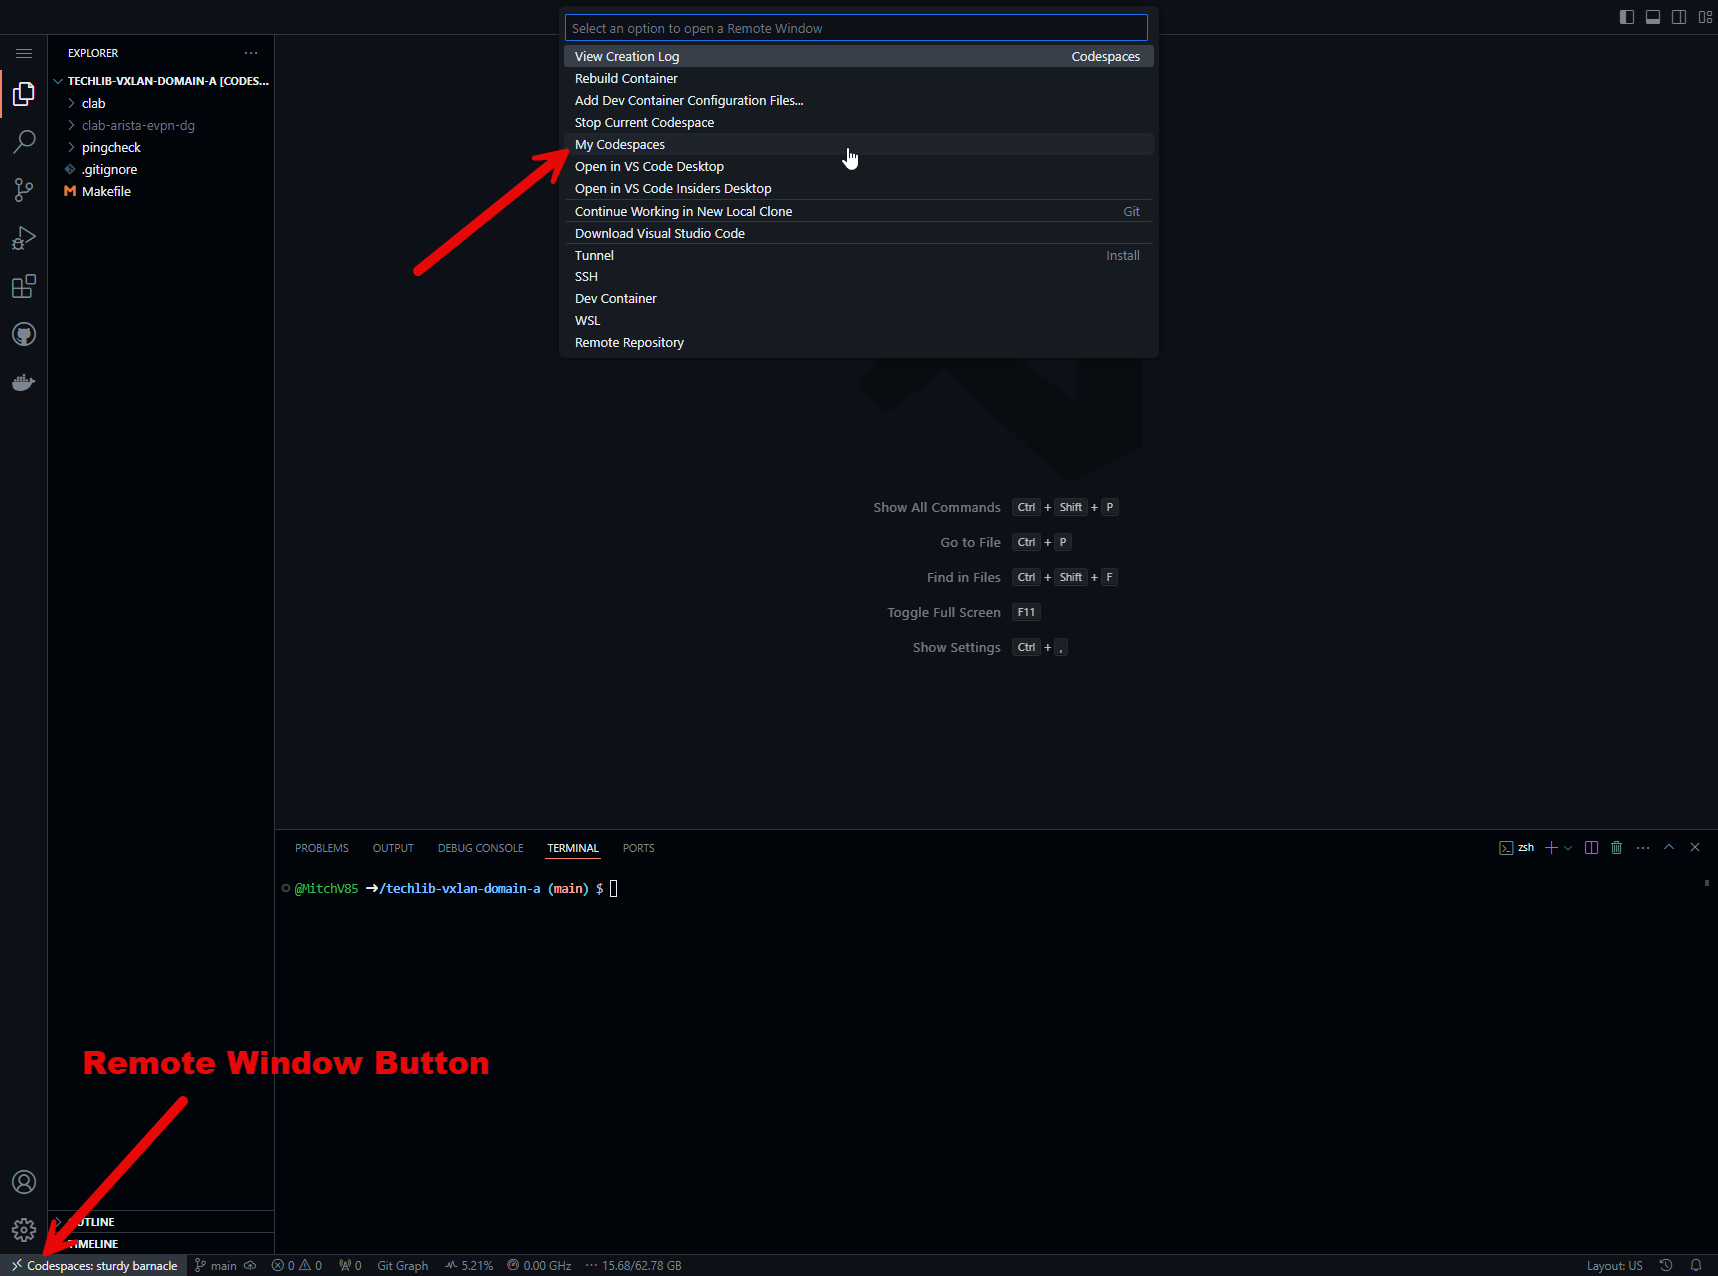 Select an option to open a Remote Window
View Creation Log Codespaces
Rebuild Container
Add Dev Container Configuration Files...
Stop Current Codespace
My Codespaces
Open in VS Code Desktop
Open in VS Code Insiders Desktop
Continue Working in New Local Clone Git
Download Visual Studio Code
Tunnel Install
SSH
Dev Container
WSL
Remote Repository
EXPLORER
TECHLIB-VXLAN-DOMAIN-A [CODES...
clab
clab-arista-evpn-dg
pingcheck
.gitignore
M Makefile
Show All Commands Ctrl + Shift + P
Go to File Ctrl + P
Find in Files Ctrl + Shift + F
Toggle Full Screen F11
Show Settings Ctrl + ,
PROBLEMS OUTPUT DEBUG CONSOLE TERMINAL PORTS zsh
@MitchV85 ➜/techlib-vxlan-domain-a (main) $
Remote Window Button
OUTLINE
TIMELINE
Codespaces: sturdy barnacle main 0 0 0 Git Graph 5.21% 0.00 GHz 15.68/62.78 GB Layout: US